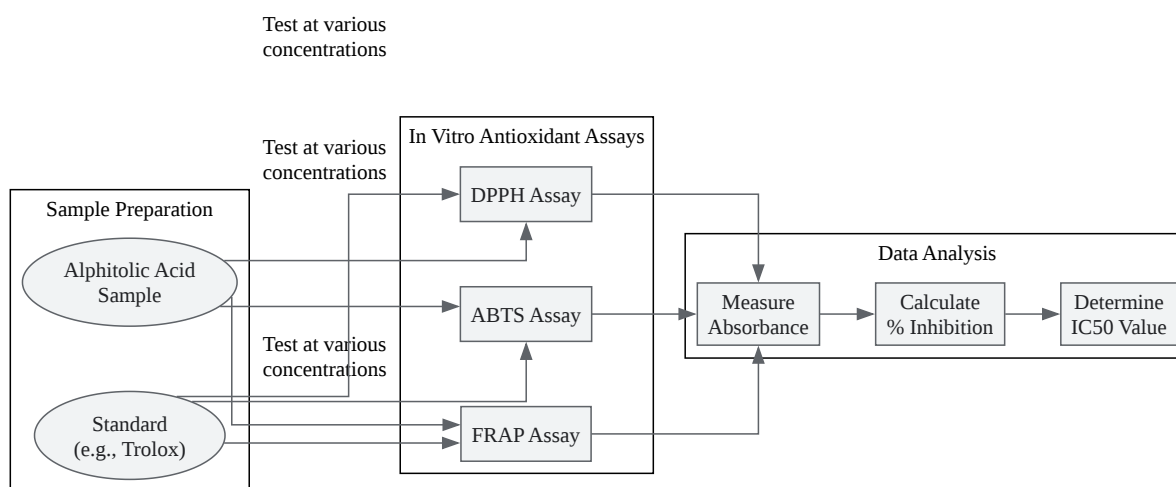 Test at various
concentrations
Test at various
concentrations
Test at various
concentrations
Sample Preparation
Alphitolic Acid
Sample
Standard
(e.g., Trolox)
In Vitro Antioxidant Assays
DPPH Assay
ABTS Assay
FRAP Assay
Data Analysis
Measure
Absorbance
Calculate
% Inhibition
Determine
IC50 Value